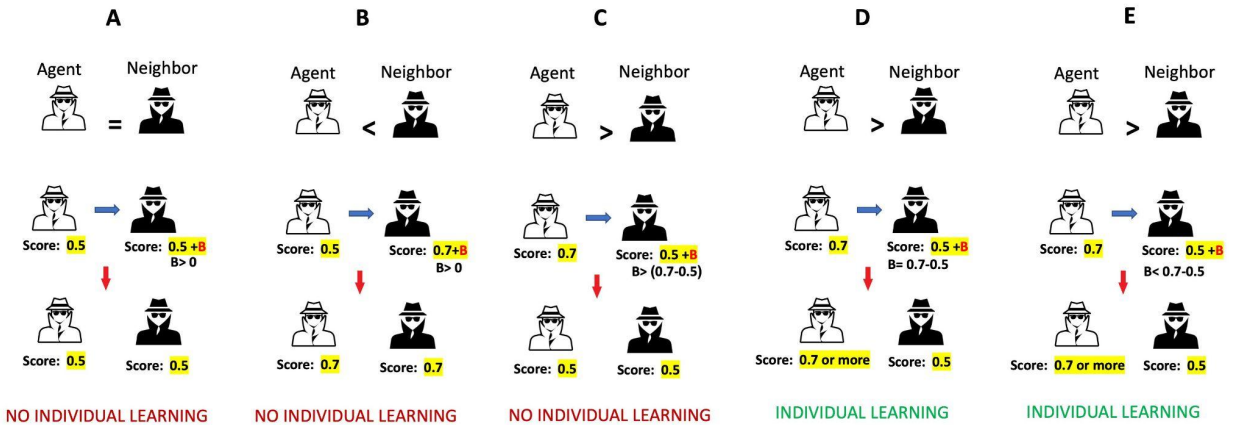 A
Agent Neighbor
=
Score: 0.5 Score: 0.5 +B
B> 0
Score: 0.5 Score: 0.5
NO INDIVIDUAL LEARNING
B
Agent Neighbor
<
Score: 0.5 Score: 0.7+B
B> 0
Score: 0.7 Score: 0.7
NO INDIVIDUAL LEARNING
C
Agent Neighbor
>
Score: 0.7 Score: 0.5 +B
B> (0.7-0.5)
Score: 0.5 Score: 0.5
NO INDIVIDUAL LEARNING
D
Agent Neighbor
>
Score: 0.7 Score: 0.5 +B
B= 0.7-0.5
Score: 0.7 or more Score: 0.5
INDIVIDUAL LEARNING
E
Agent Neighbor
>
Score: 0.7 Score: 0.5 +B
B< 0.7-0.5
Score: 0.7 or more Score: 0.5
INDIVIDUAL LEARNING